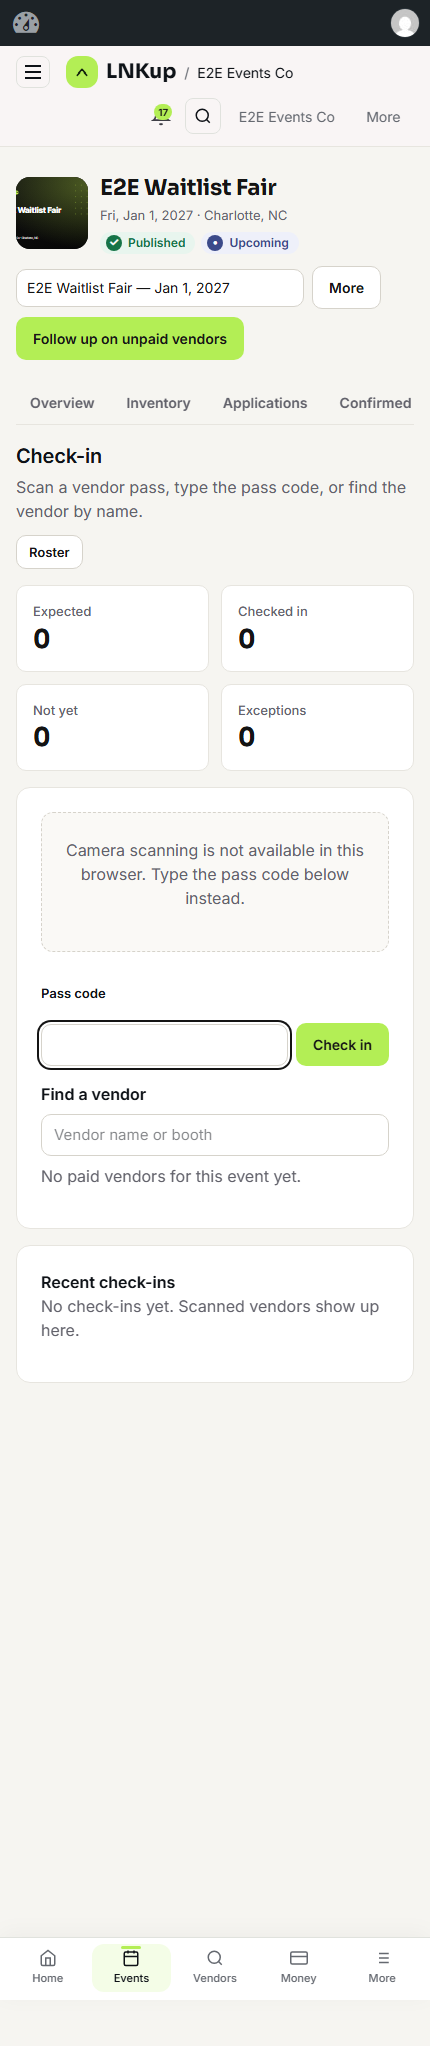 LNKup / E2E Events Co
17
E2E Events Co
More
Waitlist Fair
E2E Waitlist Fair
Fri, Jan 1, 2027 · Charlotte, NC
Published
Upcoming
E2E Waitlist Fair — Jan 1, 2027
More
Follow up on unpaid vendors
Overview
Inventory
Applications
Confirmed
Check-in
Scan a vendor pass, type the pass code, or find the
vendor by name.
Roster
Expected
0
Checked in
0
Not yet
0
Exceptions
0
Camera scanning is not available in this
browser. Type the pass code below
instead.
Pass code
Check in
Find a vendor
Vendor name or booth
No paid vendors for this event yet.
Recent check-ins
No check-ins yet. Scanned vendors show up
here.
Home
Events
Vendors
Money
More